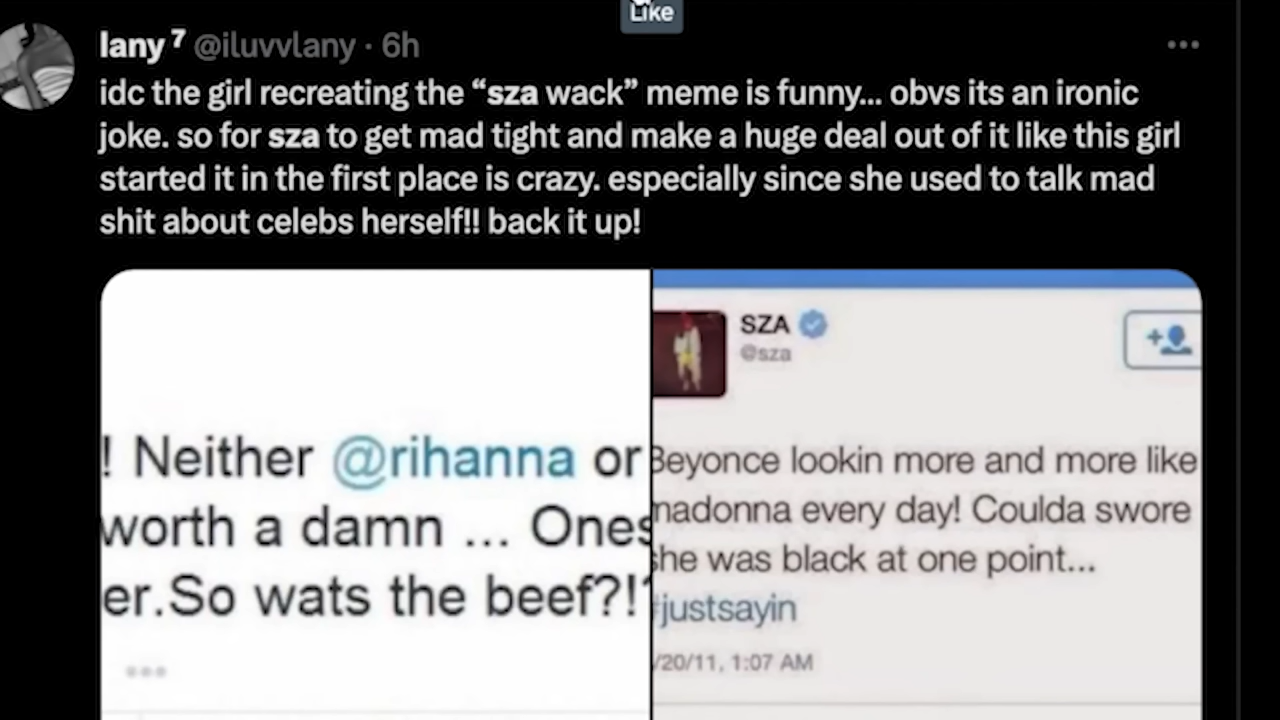 Like
lany ⁷ @iluvvlany · 6h
idc the girl recreating the “sza wack” meme is funny... obvs its an ironic
joke. so for sza to get mad tight and make a huge deal out of it like this girl
started it in the first place is crazy. especially since she used to talk mad
shit about celebs herself!! back it up!
! Neither @rihanna or
worth a damn ... Ones
er.So wats the beef?!
SZA
@sza
Beyonce lookin more and more like
madonna every day! Coulda swore
she was black at one point...
#justsayin
/20/11, 1:07 AM